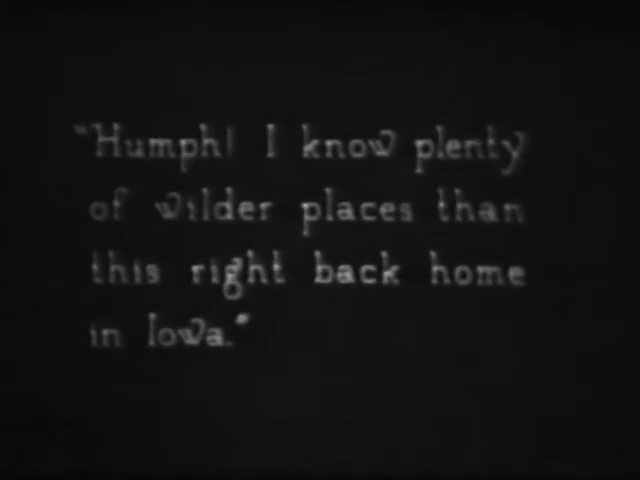 "Humph! I know plenty
of wilder places than
this right back home
in Iowa."